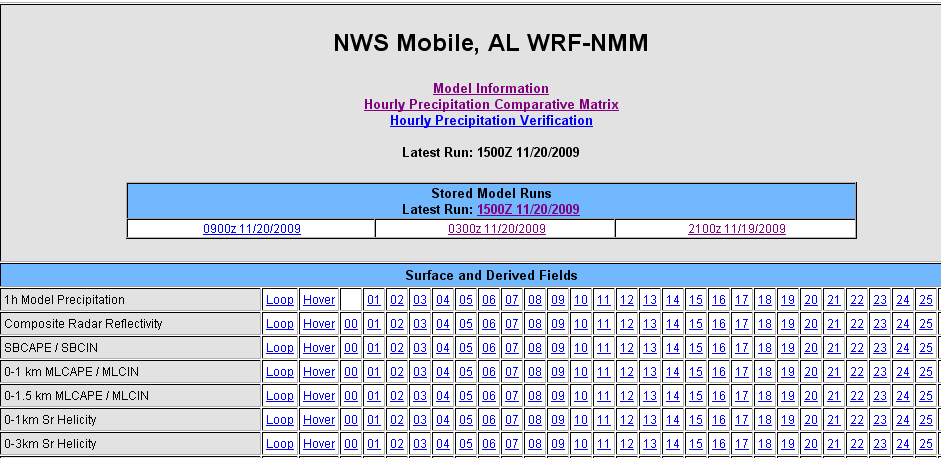 NWS Mobile, AL WRF-NMM
Model Information
Hourly Precipitation Comparative Matrix
Hourly Precipitation Verification
Latest Run: 1500Z 11/20/2009
Stored Model Runs
Latest Run: 1500Z 11/20/2009
0900z 11/20/2009 0300z 11/20/2009 2100z 11/19/2009
Surface and Derived Fields
1h Model Precipitation Loop Hover 01 02 03 04 05 06 07 08 09 10 11 12 13 14 15 16 17 18 19 20 21 22 23 24 25
Composite Radar Reflectivity Loop Hover 00 01 02 03 04 05 06 07 08 09 10 11 12 13 14 15 16 17 18 19 20 21 22 23 24 25
SBCAPE / SBCIN Loop Hover 00 01 02 03 04 05 06 07 08 09 10 11 12 13 14 15 16 17 18 19 20 21 22 23 24 25
0-1 km MLCAPE / MLCIN Loop Hover 00 01 02 03 04 05 06 07 08 09 10 11 12 13 14 15 16 17 18 19 20 21 22 23 24 25
0-1.5 km MLCAPE / MLCIN Loop Hover 00 01 02 03 04 05 06 07 08 09 10 11 12 13 14 15 16 17 18 19 20 21 22 23 24 25
0-1km Sr Helicity Loop Hover 00 01 02 03 04 05 06 07 08 09 10 11 12 13 14 15 16 17 18 19 20 21 22 23 24 25
0-3km Sr Helicity Loop Hover 00 01 02 03 04 05 06 07 08 09 10 11 12 13 14 15 16 17 18 19 20 21 22 23 24 25